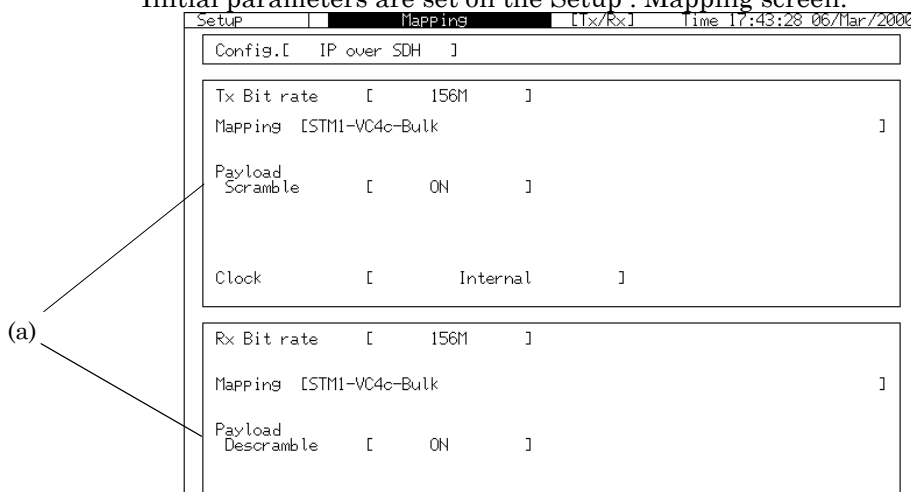 Initial parameters are set on the Setup : Mapping screen.
Setup Mapping [Tx/Rx] Time 17:43:28 06/Mar/2000
Config.[ IP over SDH ]
Tx Bit rate [ 156M ]
Mapping [STM1-VC4c-Bulk ]
Payload
Scramble [ ON ]
Clock [ Internal ]
(a)
Rx Bit rate [ 156M ]
Mapping [STM1-VC4c-Bulk ]
Payload
Descramble [ ON ]